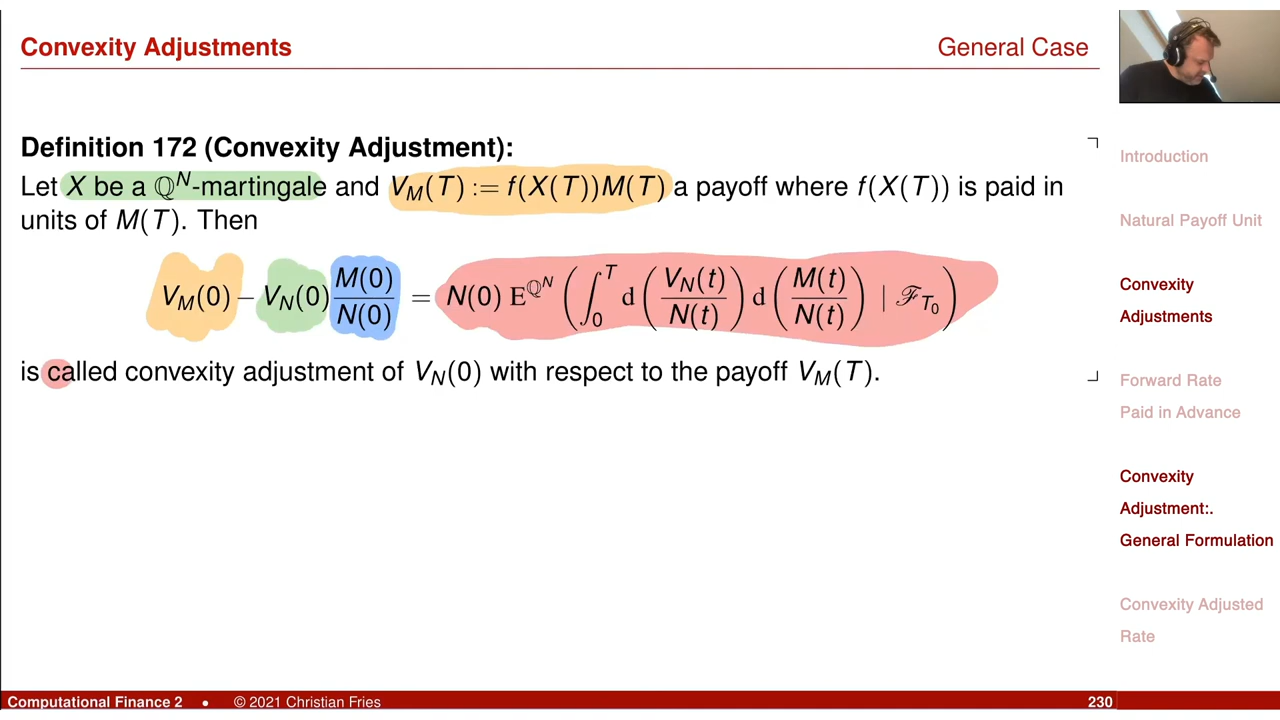 Convexity Adjustments
General Case
Definition 172 (Convexity Adjustment):
Let X be a ℚᴺ-martingale and V_M(T) := f(X(T))M(T) a payoff where f(X(T)) is paid in
units of M(T). Then
V_M(0) − V_N(0) M(0)/N(0) = N(0) E^{ℚᴺ} ( ∫_0^T d ( V_N(t)/N(t) ) d ( M(t)/N(t) ) | ℱ_{T_0} )
is called convexity adjustment of V_N(0) with respect to the payoff V_M(T).
Introduction
Natural Payoff Unit
Convexity
Adjustments
Forward Rate
Paid in Advance
Convexity
Adjustment:.
General Formulation
Convexity Adjusted
Rate
Computational Finance 2 • © 2021 Christian Fries
230